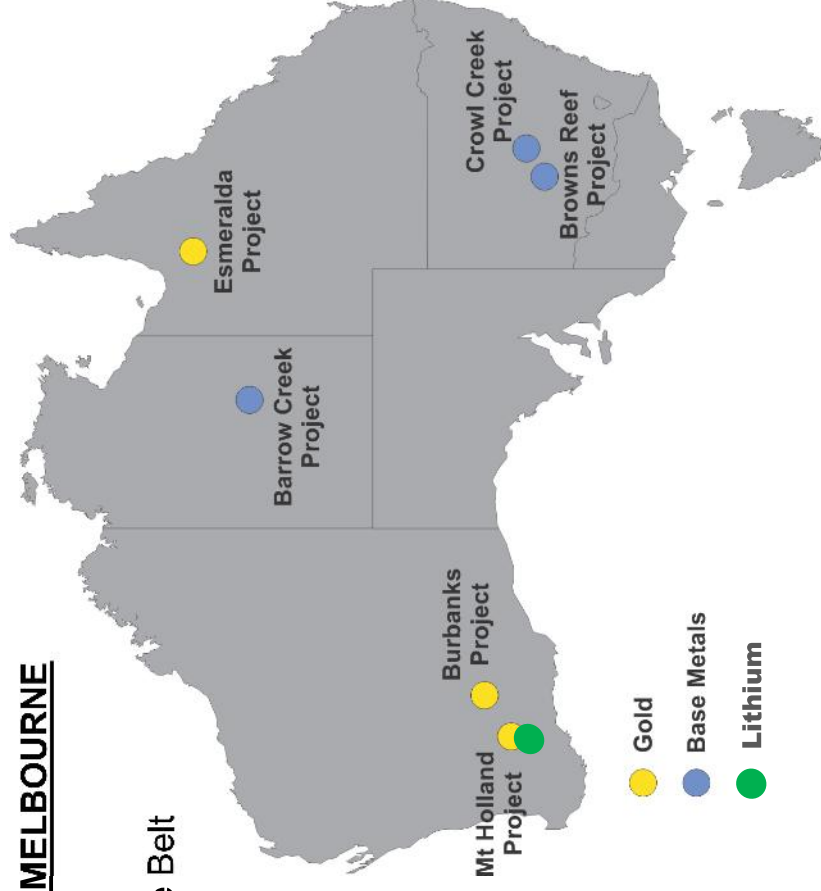 MELBOURNE
Belt
Esmeralda
Project
Barrow Creek
Project
Crowl Creek
Project
Browns Reef
Project
Burbanks
Project
Mt Holland
Project
Gold
Base Metals
Lithium